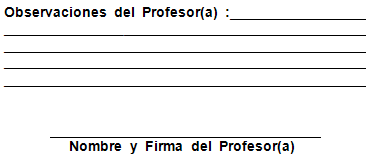 Observaciones del Profesor(a) :
Nombre y Firma del Profesor(a)